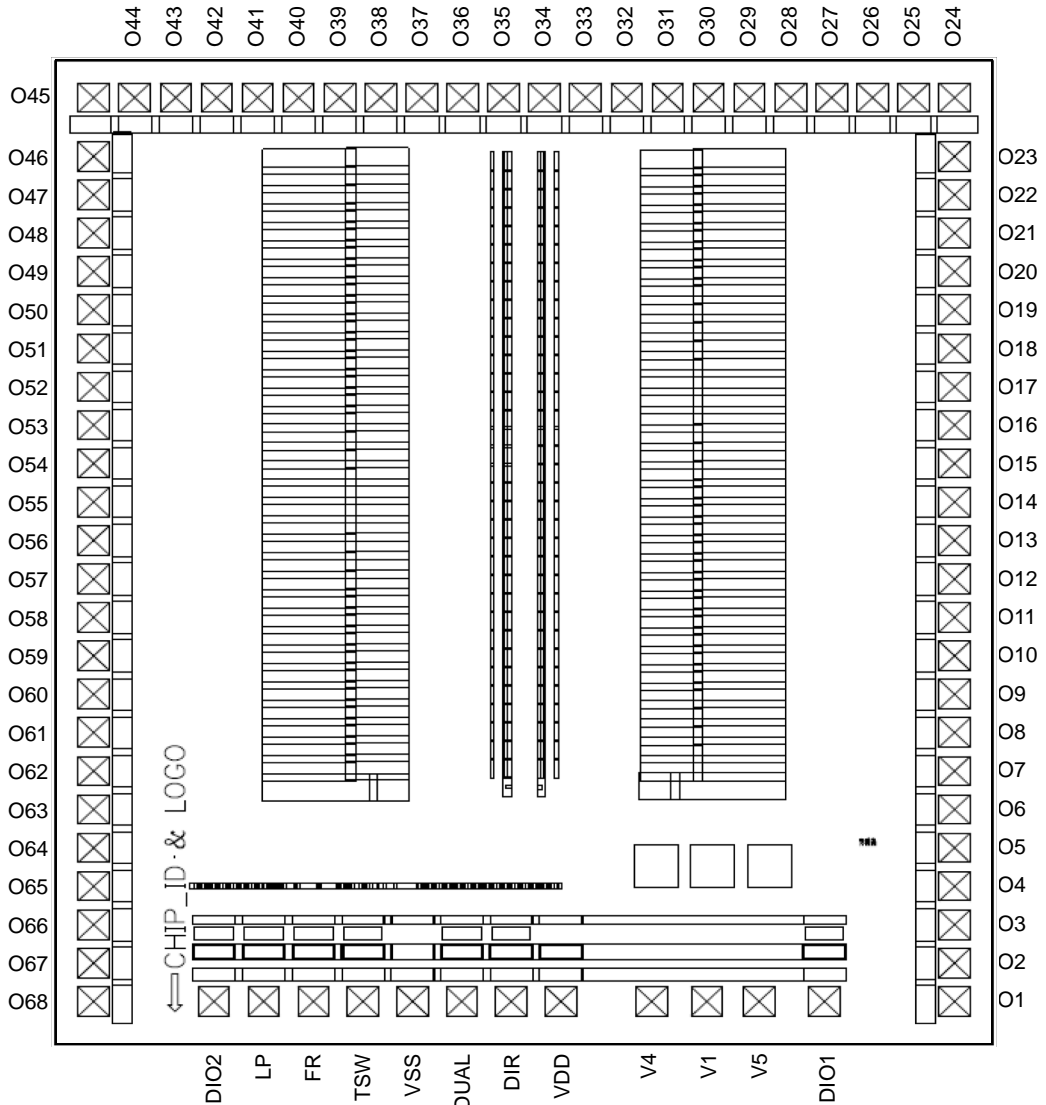 O44 O43 O42 O41 O40 O39 O38 O37 O36 O35 O34 O33 O32 O31 O30 O29 O28 O27 O26 O25 O24
O45
O46 O23
O47 O22
O48 O21
O49 O20
O50 O19
O51 O18
O52 O17
O53 O16
O54 O15
O55 O14
O56 O13
O57 O12
O58 O11
O59 O10
O60 O9
O61 O8
O62 O7
O63 O6
O64 O5
O65 O4
O66 O3
O67 O2
O68 O1
⇐CHIP_ID·& LOGO
DIO2 LP FR TSW VSS DUAL DIR VDD V4 V1 V5 DIO1